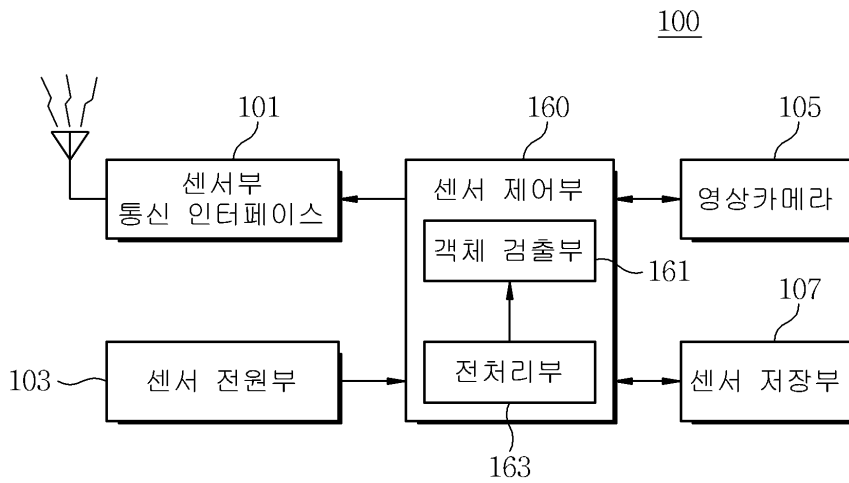 100
101
160
105
센서부
통신 인터페이스
센서 제어부
영상카메라
객체 검출부
161
107
103
센서 전원부
전처리부
센서 저장부
163